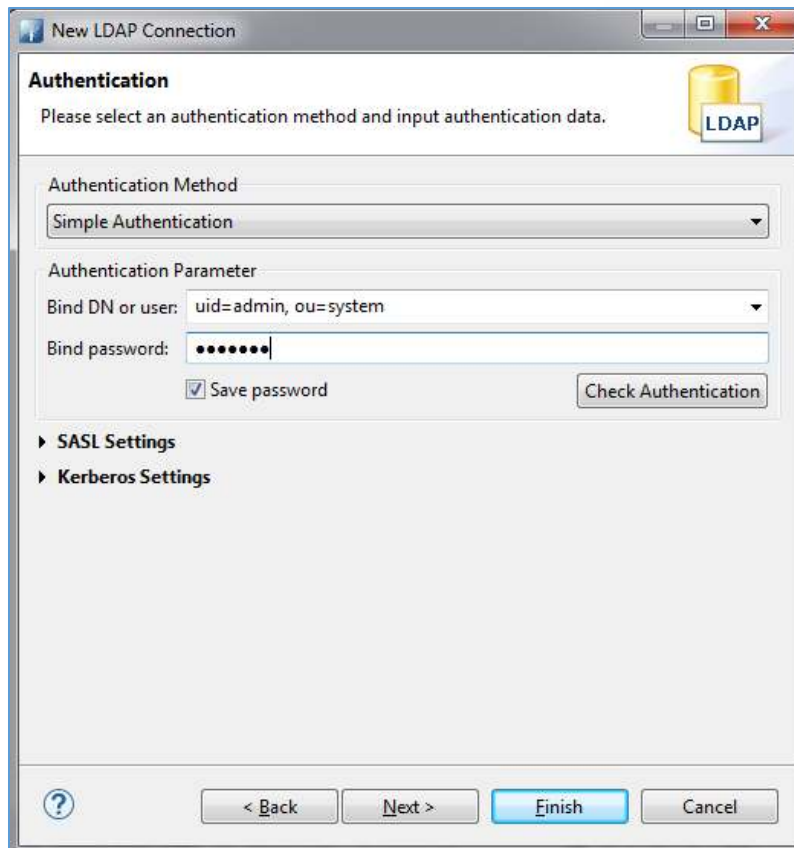 New LDAP Connection
Authentication
Please select an authentication method and input authentication data.
LDAP
Authentication Method
Simple Authentication
Authentication Parameter
Bind DN or user: uid=admin, ou=system
Bind password: •••••••
Save password
Check Authentication
SASL Settings
Kerberos Settings
? < Back Next > Finish Cancel